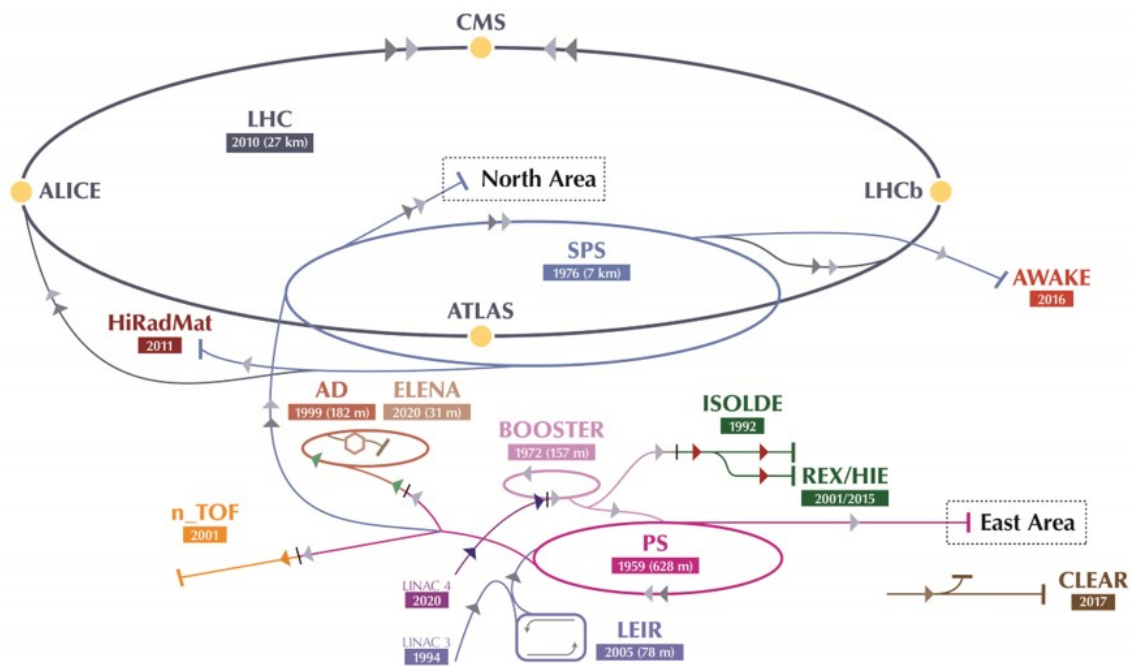 CMS
LHC
2010 (27 km)
North Area
ALICE
LHCb
SPS
1976 (7 km)
AWAKE
2016
ATLAS
HiRadMat
2011
AD
1999 (182 m)
ELENA
2020 (31 m)
ISOLDE
1992
BOOSTER
1972 (157 m)
REX/HIE
2001/2015
n_TOF
2001
East Area
PS
1959 (628 m)
LINAC 4
2020
CLEAR
2017
LINAC 3
1994
LEIR
2005 (78 m)